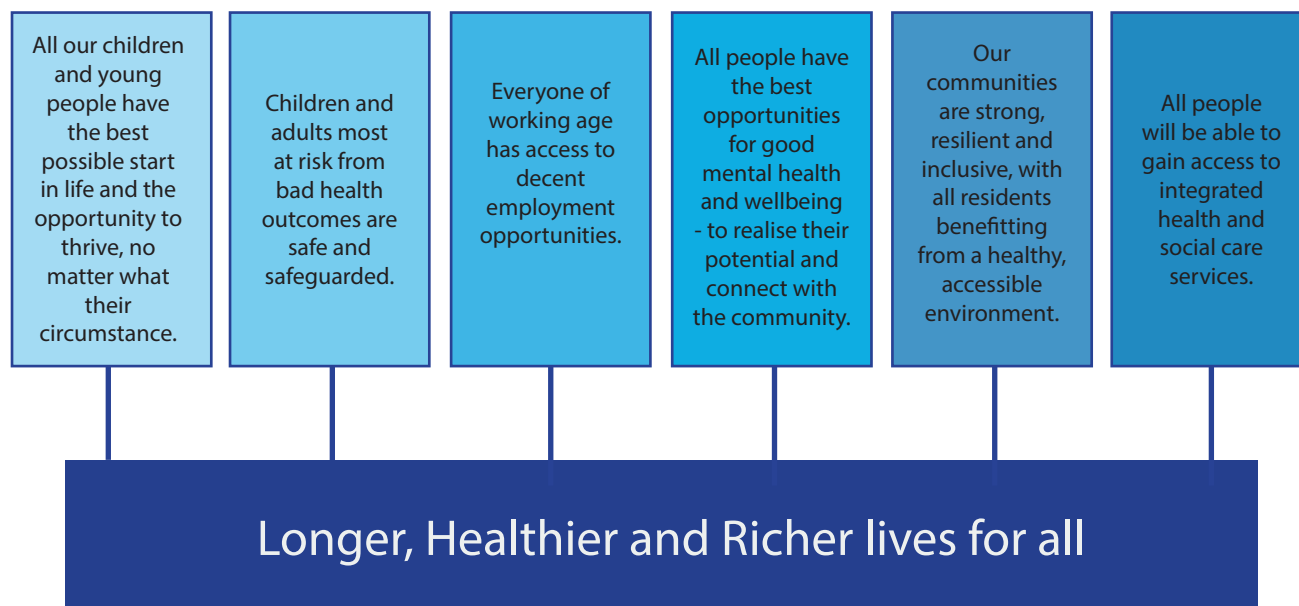 All our children
and young
people have
the best
possible start
in life and the
opportunity to
thrive, no
matter what
their
circumstance.
Children and
adults most
at risk from
bad health
outcomes are
safe and
safeguarded.
Everyone of
working age
has access to
decent
employment
opportunities.
All people have
the best
opportunities
for good
mental health
and wellbeing
- to realise their
potential and
connect with
the community.
Our
communities
are strong,
resilient and
inclusive, with
all residents
benefitting
from a healthy,
accessible
environment.
All people
will be able to
gain access to
integrated
health and
social care
services.
Longer, Healthier and Richer lives for all